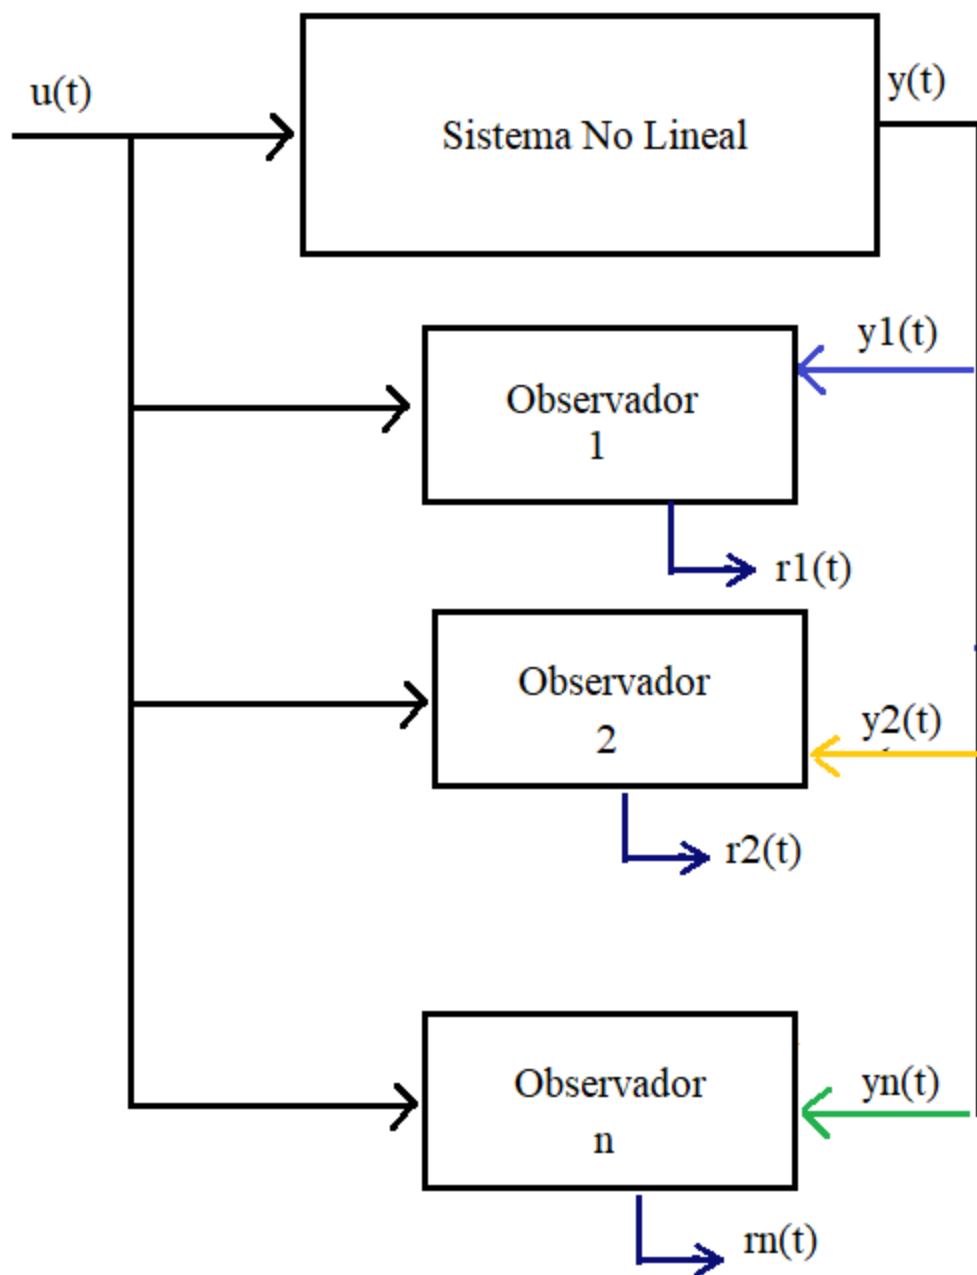 u(t)
y(t)
Sistema No Lineal
y1(t)
Observador
1
r1(t)
Observador
2
y2(t)
r2(t)
Observador
n
yn(t)
rn(t)